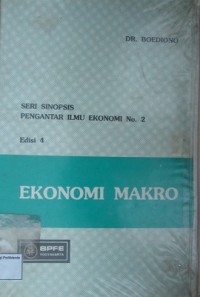 DR. BOEDIONO
SERI SINOPSIS
PENGANTAR ILMU EKONOMI No. 2
Edisi 4
EKONOMI MAKRO
BPFE
YOGYAKARTA